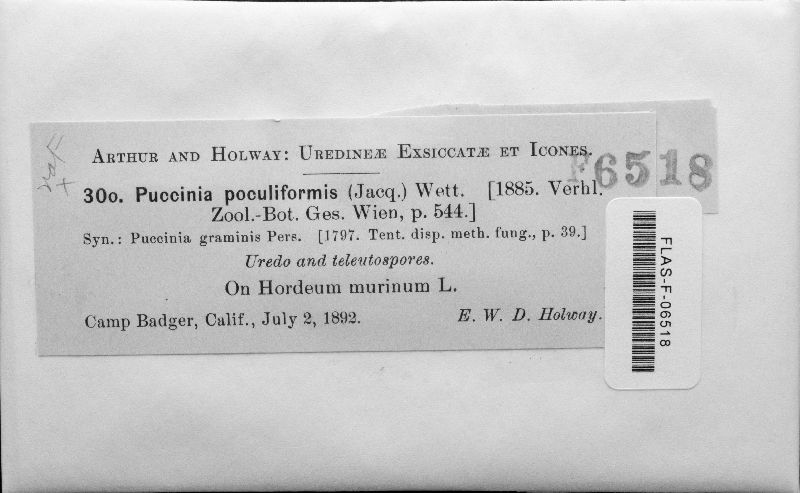 Arthur and Holway: Uredineæ Exsiccatæ et Icones.
F6518
30o. Puccinia poculiformis (Jacq.) Wett. [1885. Verhl.
Zool.-Bot. Ges. Wien, p. 544.]
Syn.: Puccinia graminis Pers. [1797. Tent. disp. meth. fung., p. 39.]
Uredo and teleutospores.
On Hordeum murinum L.
Camp Badger, Calif., July 2, 1892. E. W. D. Holway.
FLAS-F-06518